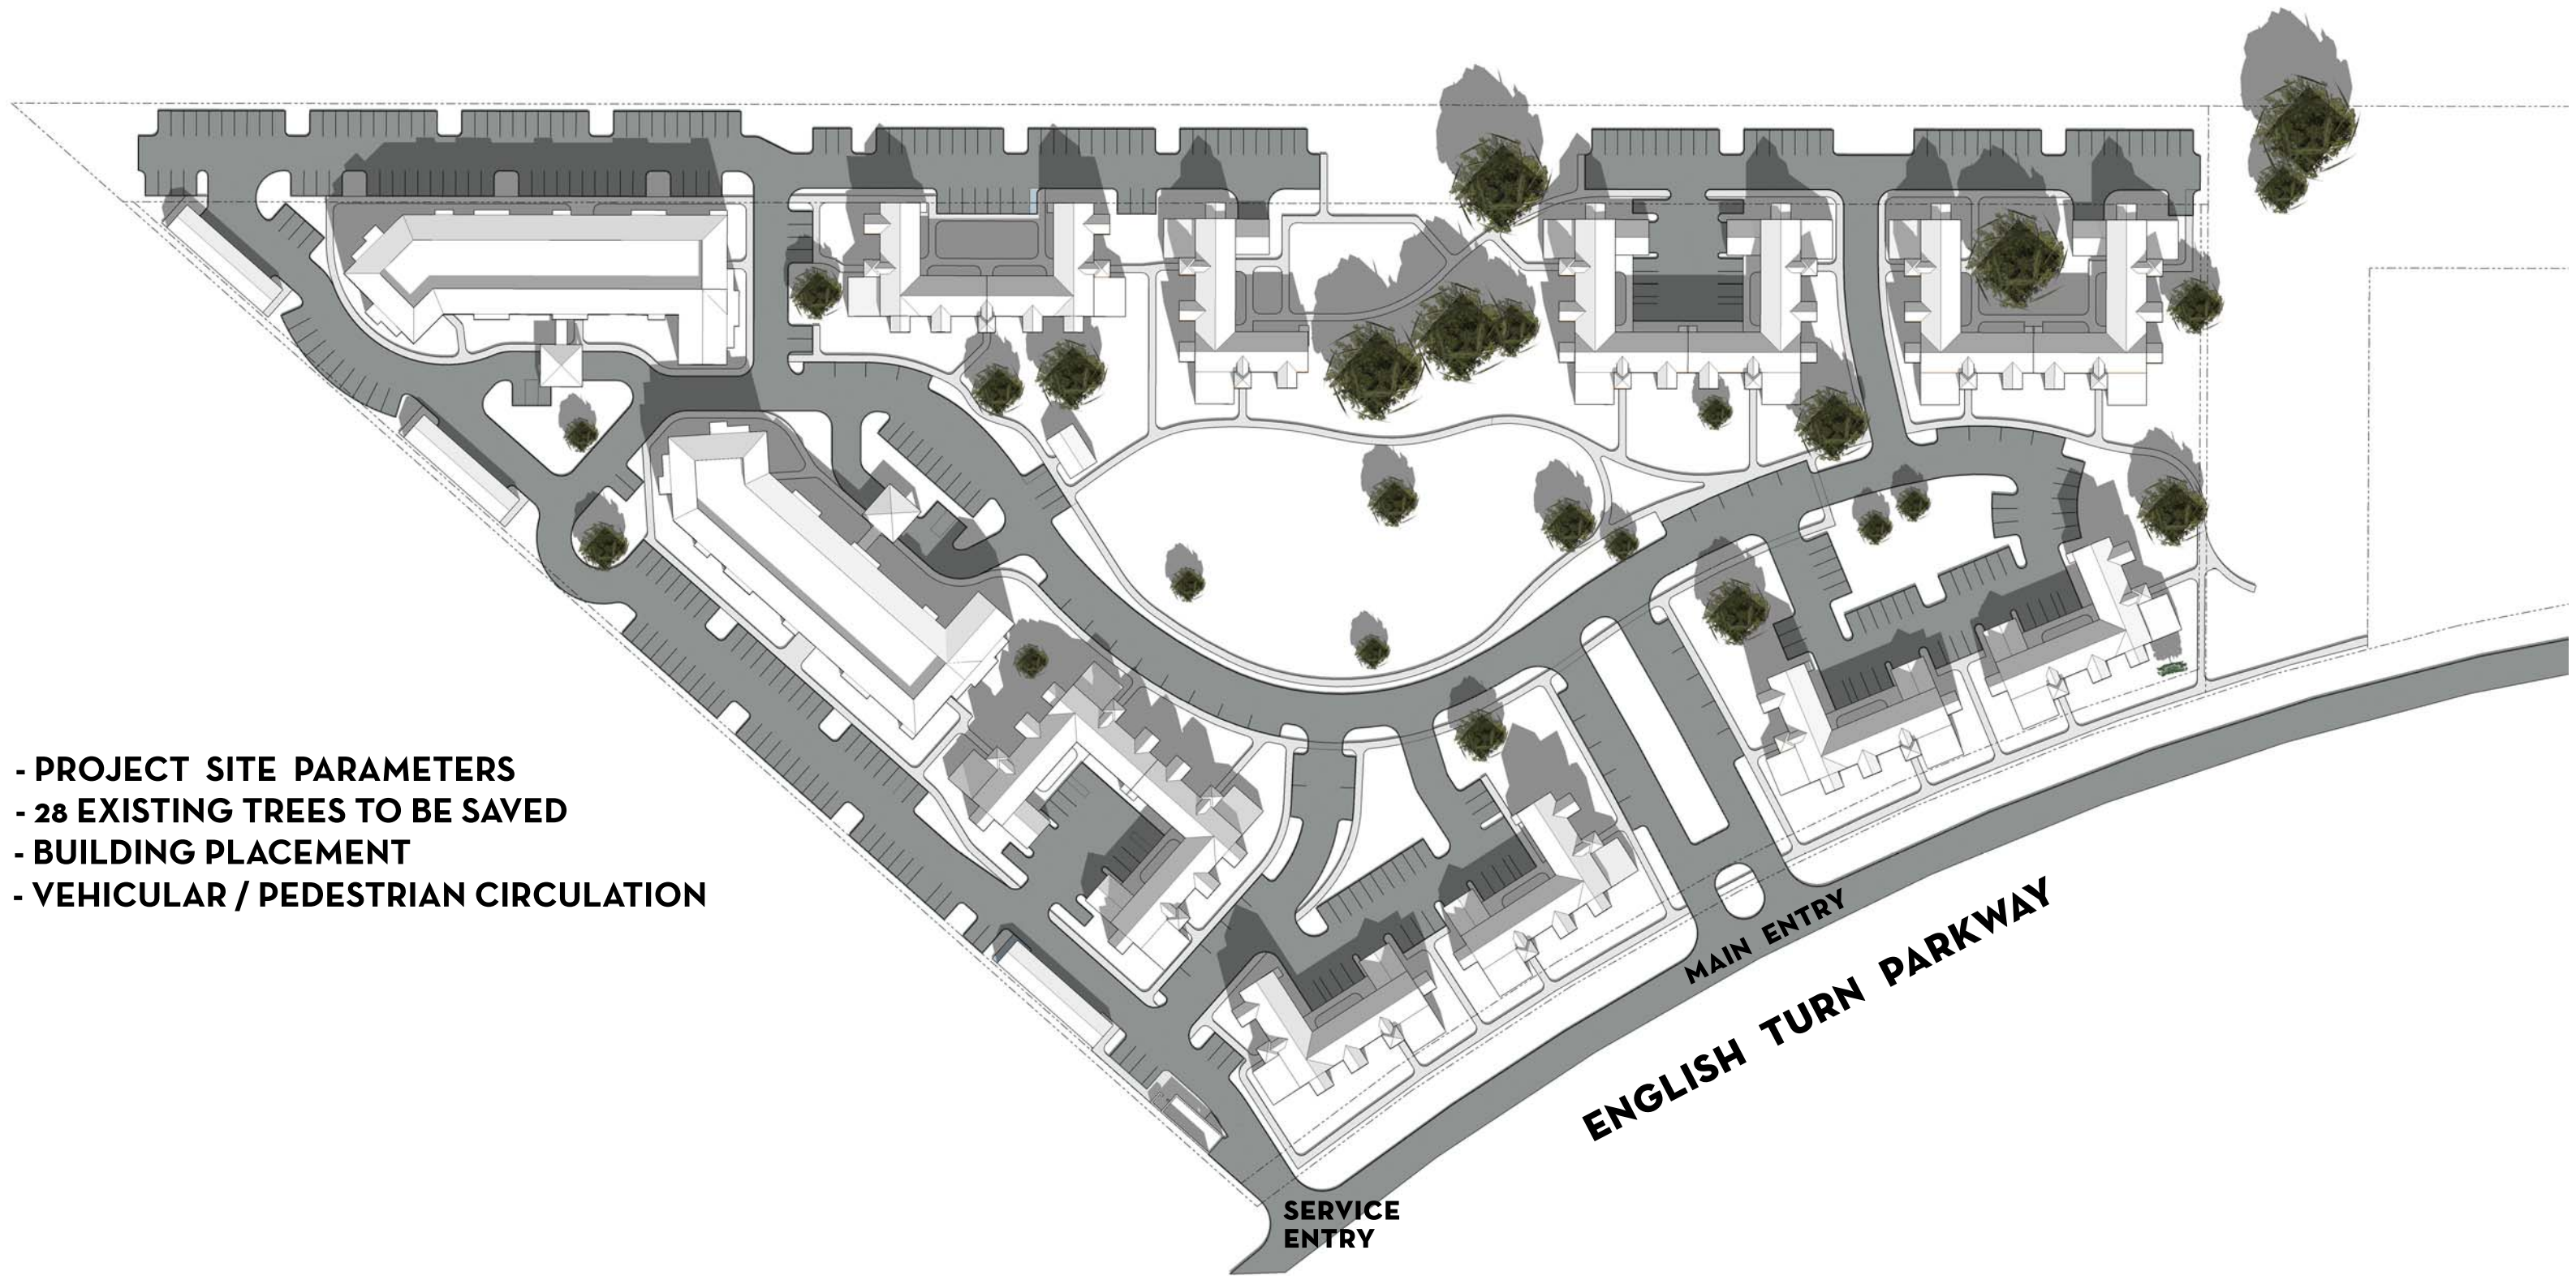 - PROJECT SITE PARAMETERS
- 28 EXISTING TREES TO BE SAVED
- BUILDING PLACEMENT
- VEHICULAR / PEDESTRIAN CIRCULATION
MAIN ENTRY
ENGLISH TURN PARKWAY
SERVICE
ENTRY